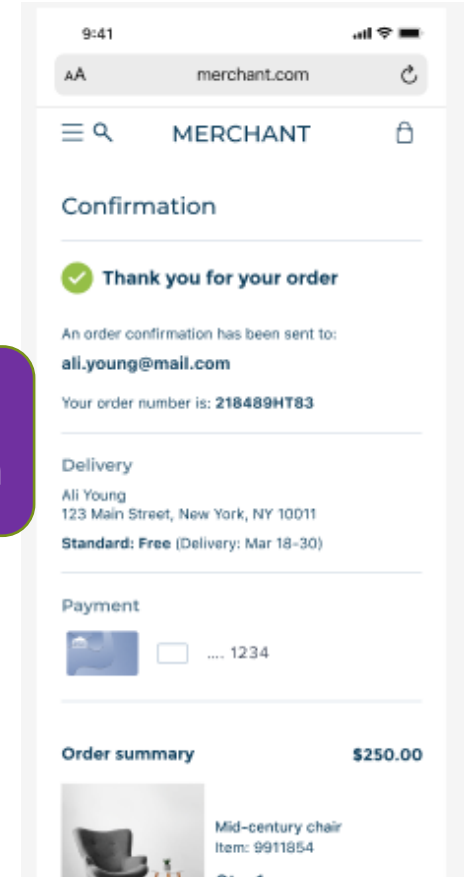 9:41
AA merchant.com
MERCHANT
Confirmation
Thank you for your order
An order confirmation has been sent to:
ali.young@mail.com
Your order number is: 218489HT83
Delivery
Ali Young
123 Main Street, New York, NY 10011
Standard: Free (Delivery: Mar 18-30)
Payment
.... 1234
Order summary $250.00
Mid-century chair
Item: 9911854